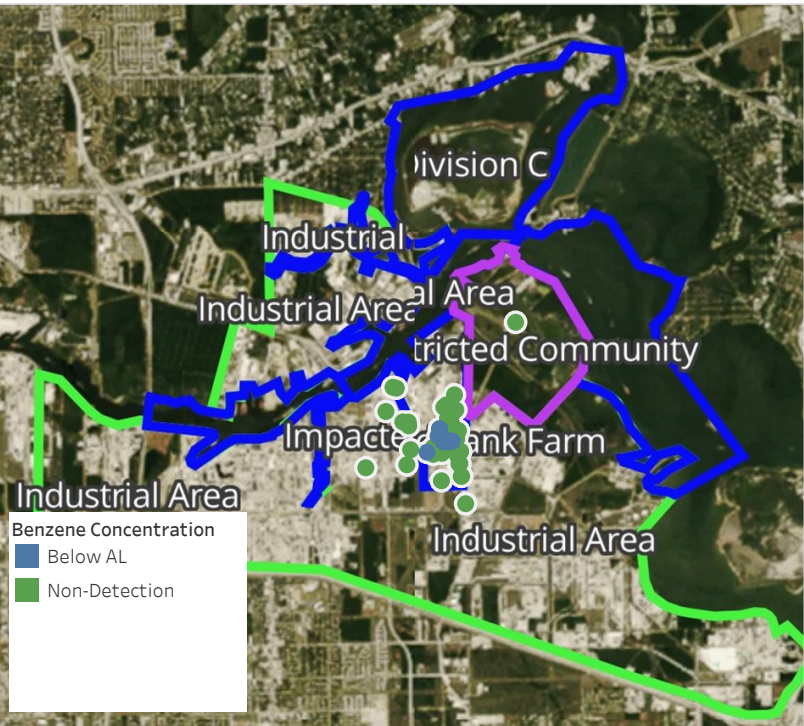 Division C
Industrial
al Area
Industrial Area
tricted Community
Impacte
ank Farm
Industrial Area
Industrial Area
Benzene Concentration
Below AL
Non-Detection